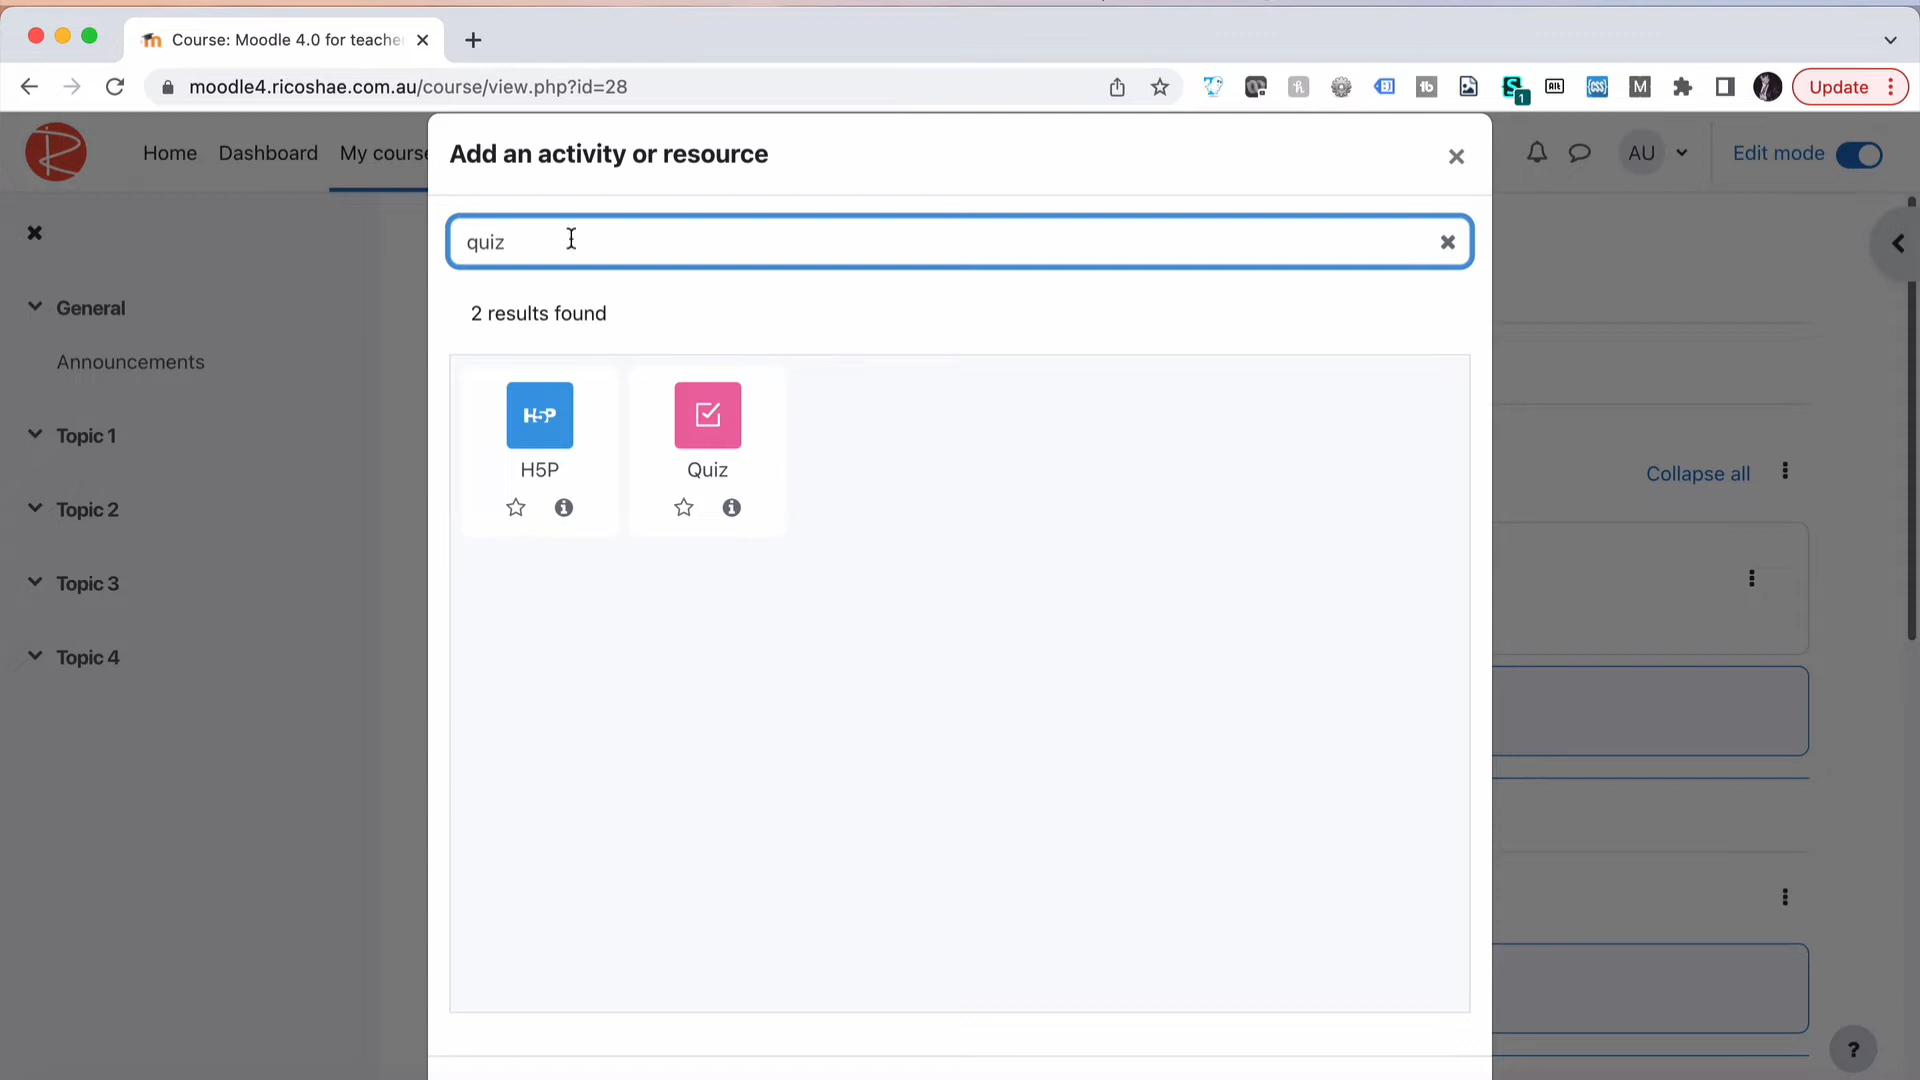 Course: Moodle 4.0 for teache
moodle4.ricoshae.com.au/course/view.php?id=28
1
Update
Home
Dashboard
My course
AU
Edit mode
Add an activity or resource
quiz
2 results found
H5P
H5P
Quiz
General
Announcements
Topic 1
Topic 2
Topic 3
Topic 4
Collapse all
?